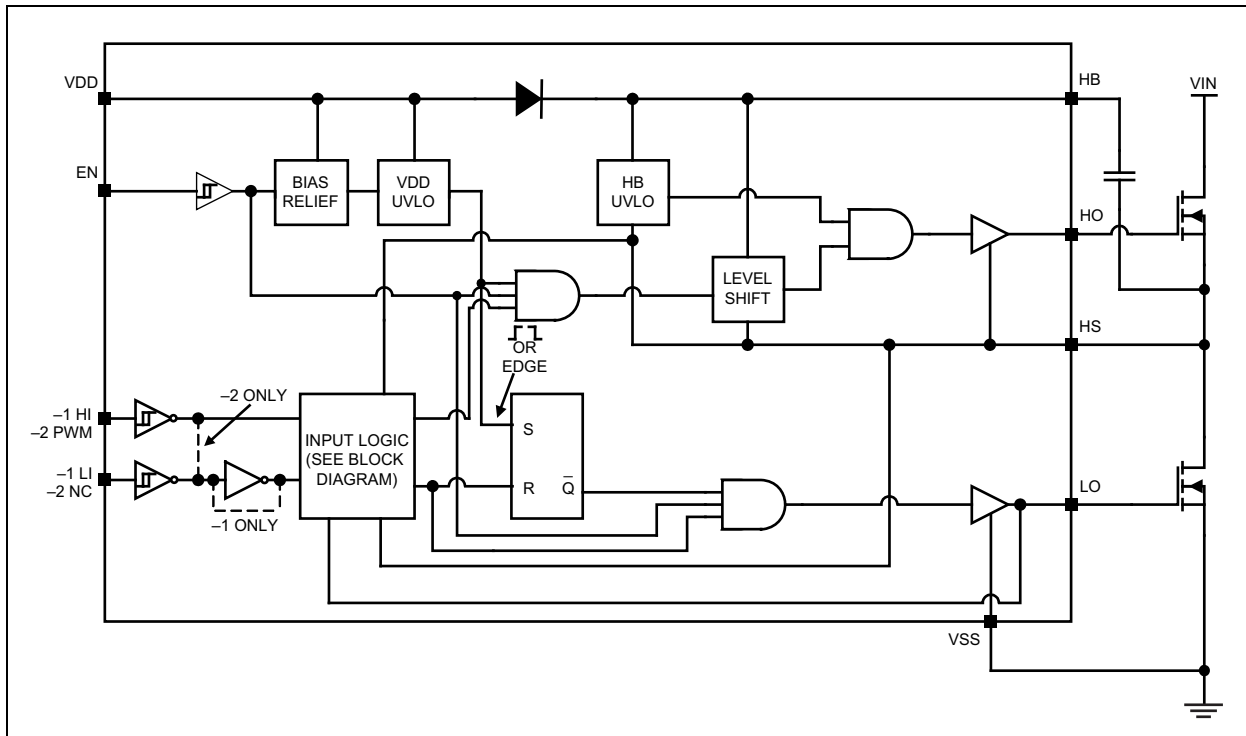 VDD
HB
VIN
EN
BIAS
RELIEF
VDD
UVLO
HB
UVLO
HO
LEVEL
SHIFT
HS
OR
EDGE
–2 ONLY
–1 HI
–2 PWM
INPUT LOGIC
(SEE BLOCK
DIAGRAM)
S
–1 LI
–2 NC
R
Q̅
LO
–1 ONLY
VSS